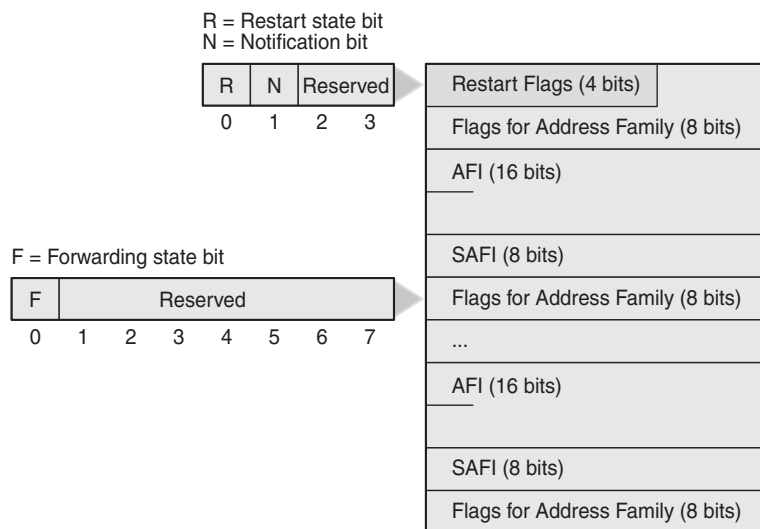 R = Restart state bit
N = Notification bit
R N Reserved
0 1 2 3
Restart Flags (4 bits)
Flags for Address Family (8 bits)
AFI (16 bits)
F = Forwarding state bit
F Reserved
0 1 2 3 4 5 6 7
SAFI (8 bits)
Flags for Address Family (8 bits)
...
AFI (16 bits)
SAFI (8 bits)
Flags for Address Family (8 bits)